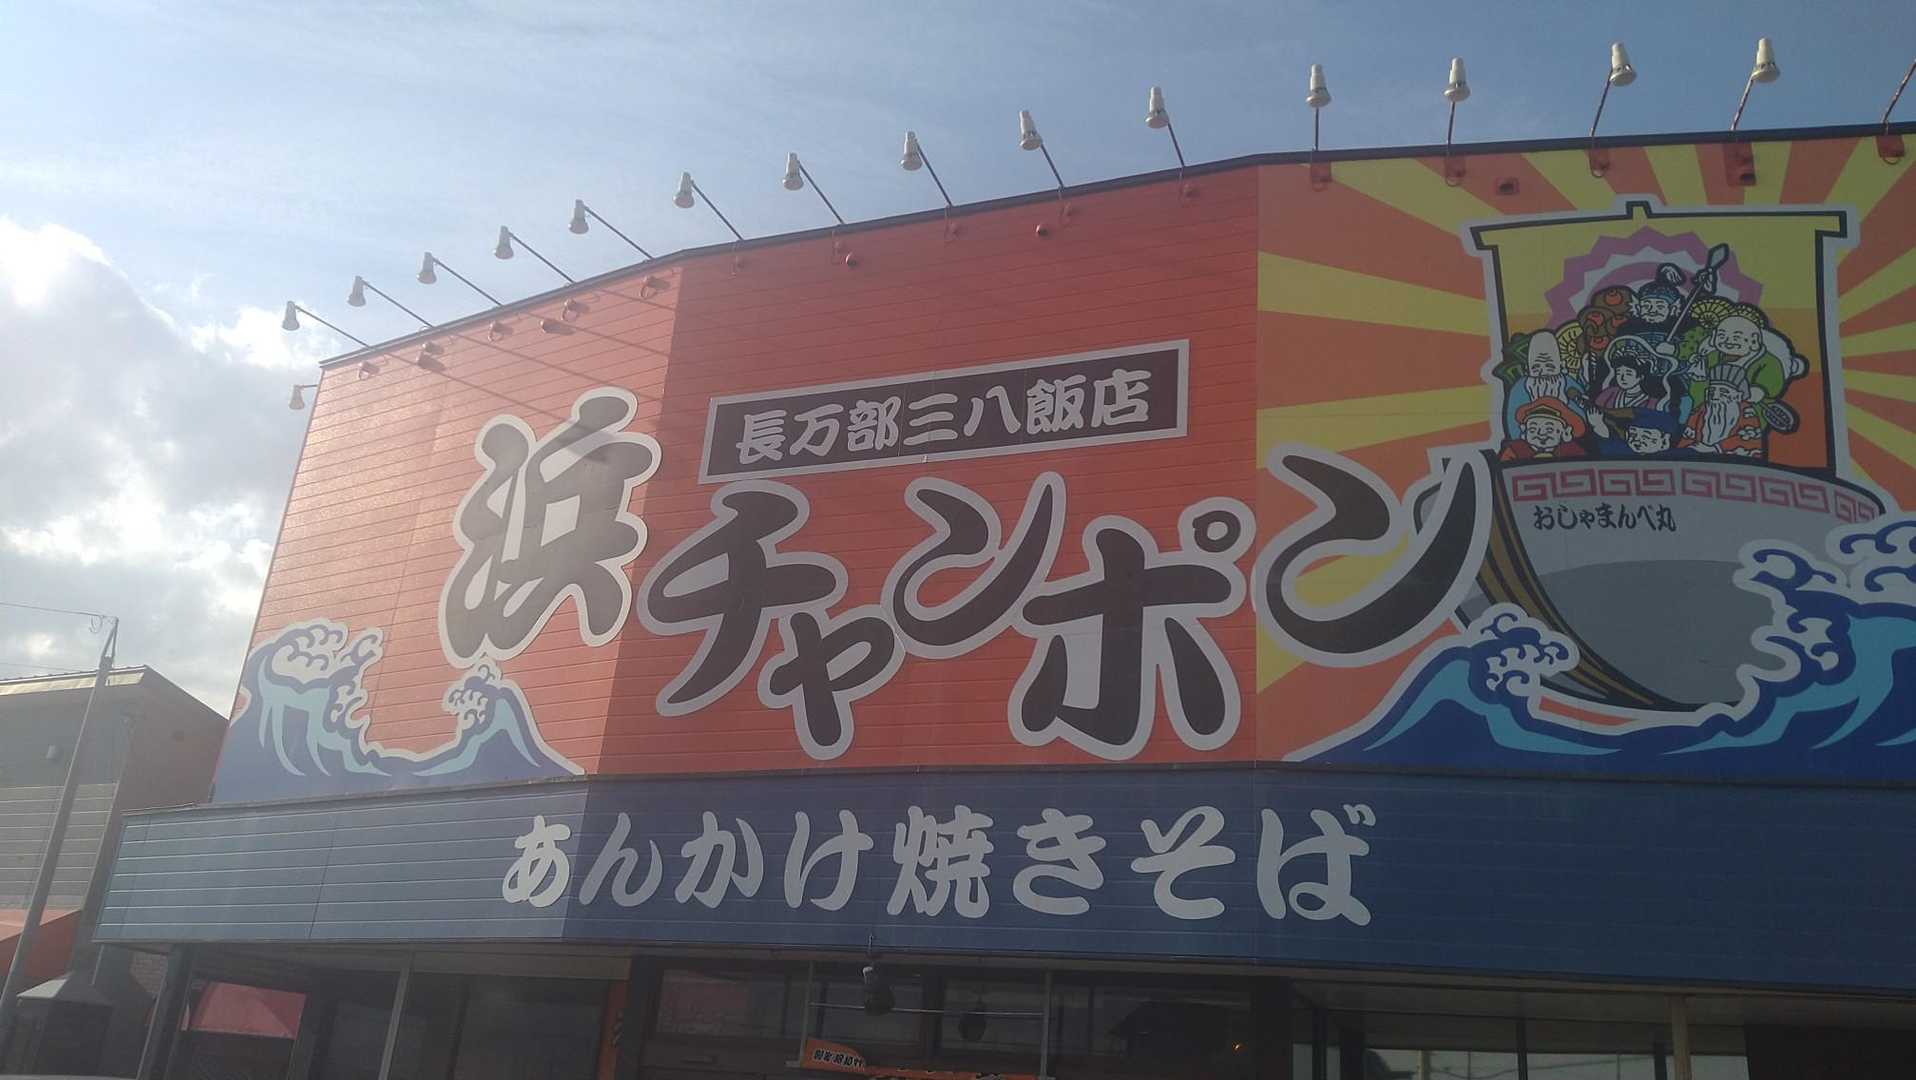 長万部三八飯店
浜チャンポン
おしゃまんべ丸
あんかけ焼きそば